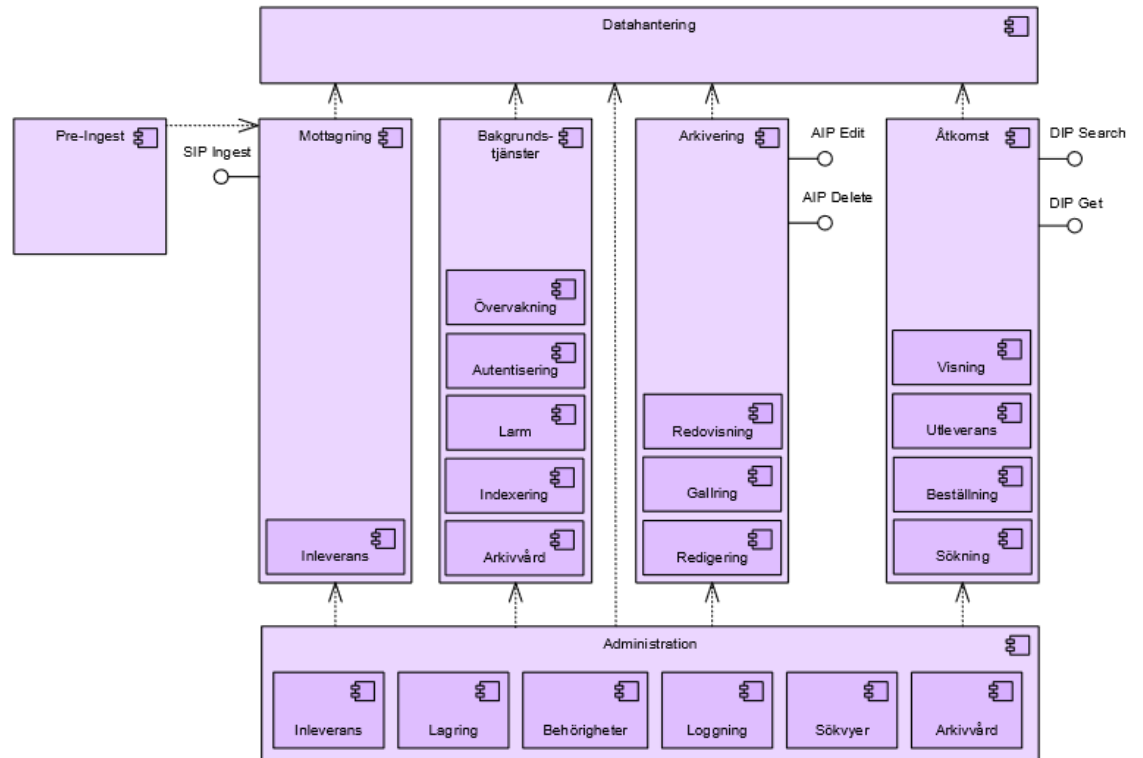 Datahantering
Pre-Ingest
SIP Ingest
Mottagning
Inleverans
Bakgrunds-
tjänster
Övervakning
Autentisering
Larm
Indexering
Arkivvård
Arkivering
AIP Edit
AIP Delete
Redovisning
Gallring
Redigering
Åtkomst
DIP Search
DIP Get
Visning
Utleverans
Beställning
Sökning
Administration
Inleverans
Lagring
Behörigheter
Loggning
Sökvyer
Arkivvård